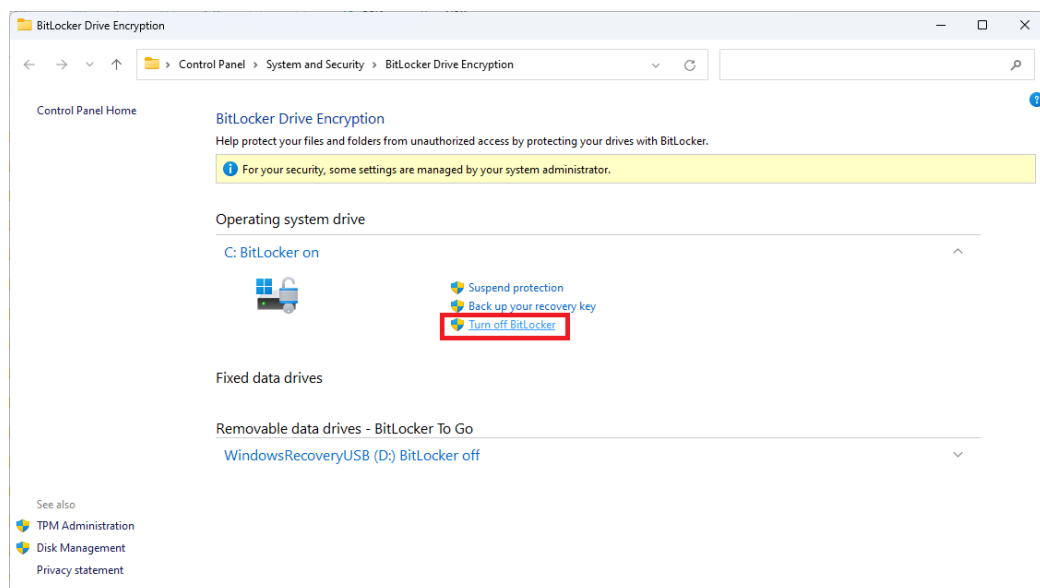 BitLocker Drive Encryption
Control Panel > System and Security > BitLocker Drive Encryption
Control Panel Home
BitLocker Drive Encryption
Help protect your files and folders from unauthorized access by protecting your drives with BitLocker.
For your security, some settings are managed by your system administrator.
Operating system drive
C: BitLocker on
Suspend protection
Back up your recovery key
Turn off BitLocker
Fixed data drives
Removable data drives - BitLocker To Go
WindowsRecoveryUSB (D:) BitLocker off
See also
TPM Administration
Disk Management
Privacy statement